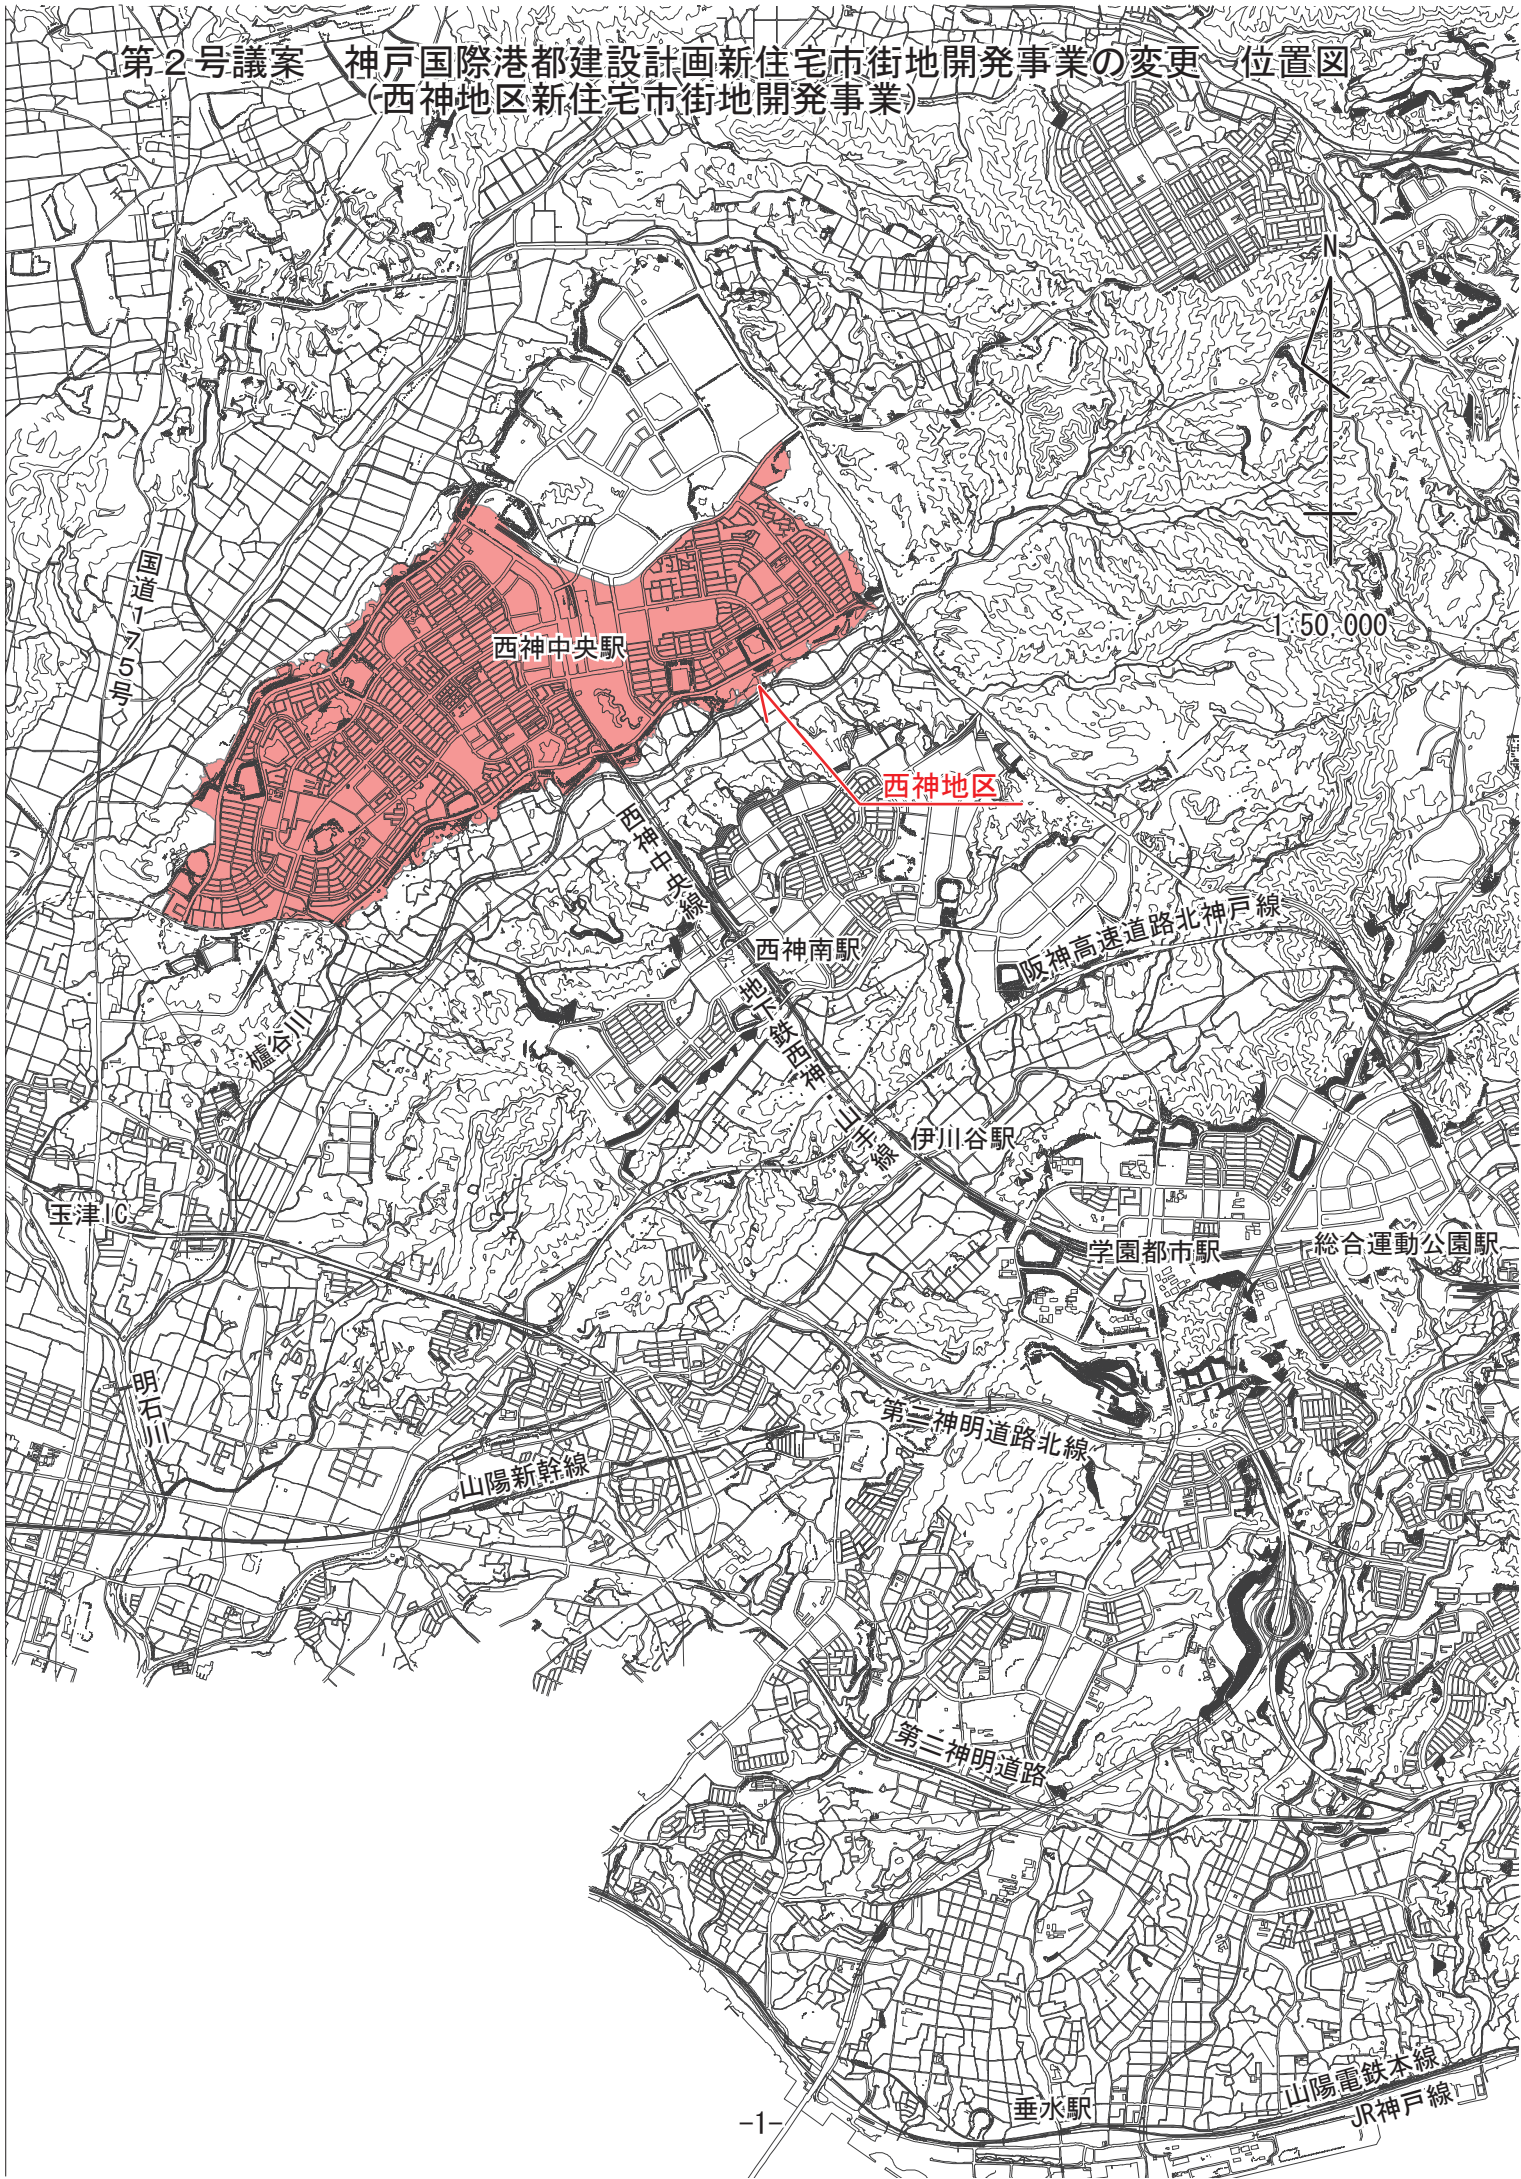 第２号議案　神戸国際港都建設計画新住宅市街地開発事業の変更　位置図
（西神地区新住宅市街地開発事業）
N
1:50,000
国道１７５号
西神中央駅
西神地区
西神中央線
西神南駅
阪神高速道路北神戸線
地下鉄西神・山手線
櫨谷川
伊川谷駅
玉津IC
学園都市駅
総合運動公園駅
明石川
第二神明道路北線
山陽新幹線
第二神明道路
山陽電鉄本線
JR神戸線
垂水駅
-1-